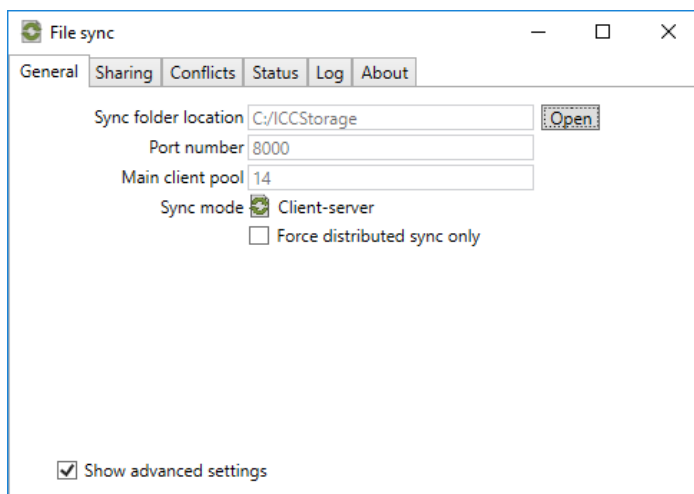 File sync
General Sharing Conflicts Status Log About
Sync folder location C:/ICCStorage Open
Port number 8000
Main client pool 14
Sync mode Client-server
Force distributed sync only
Show advanced settings